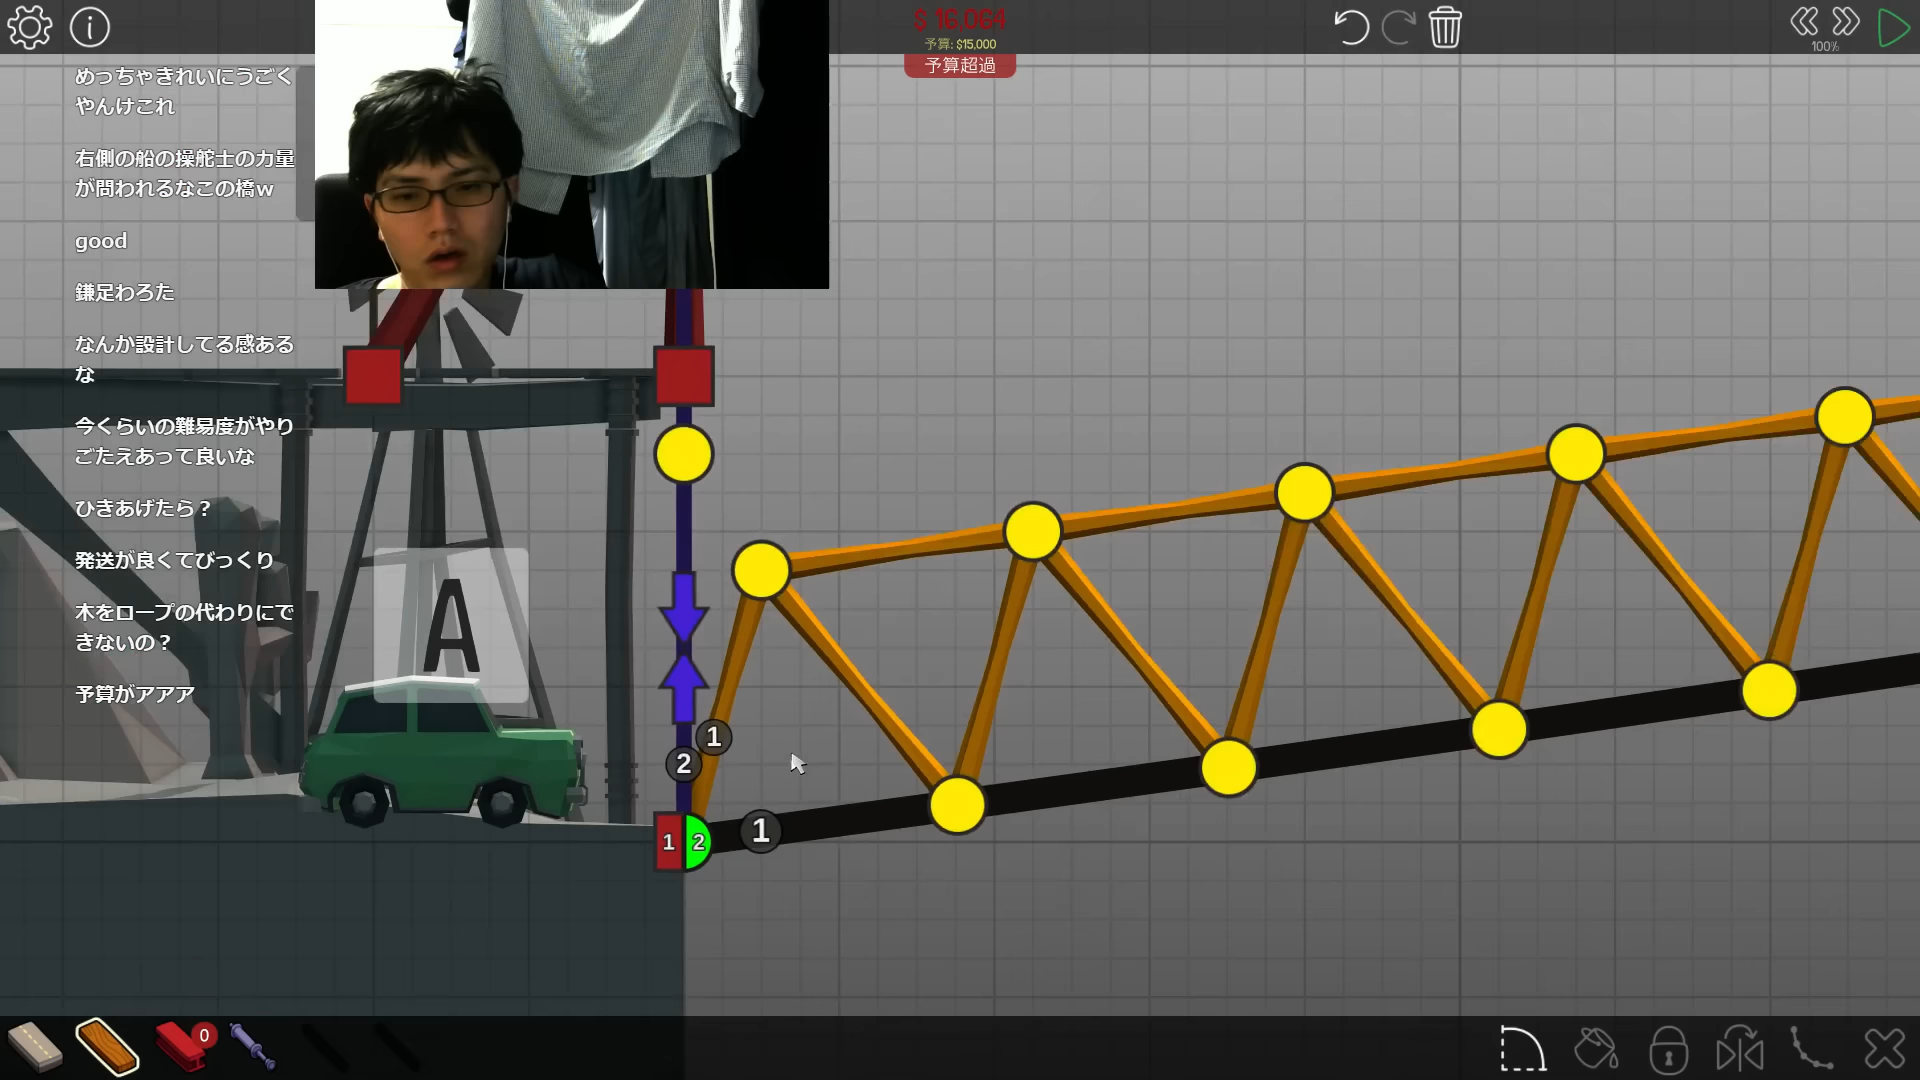 $ 16,064
予算: $15,000
予算超過
100%
めっちゃきれいにうごく
やんけこれ
右側の船の操舵士の力量
が問われるなこの橋w
good
鎌足わろた
なんか設計してる感ある
な
今くらいの難易度がやり
ごたえあって良いな
ひきあげたら？
発送が良くてびっくり
木をロープの代わりにで
きないの？
予算がアアア
A
1
2
1
1 2
0